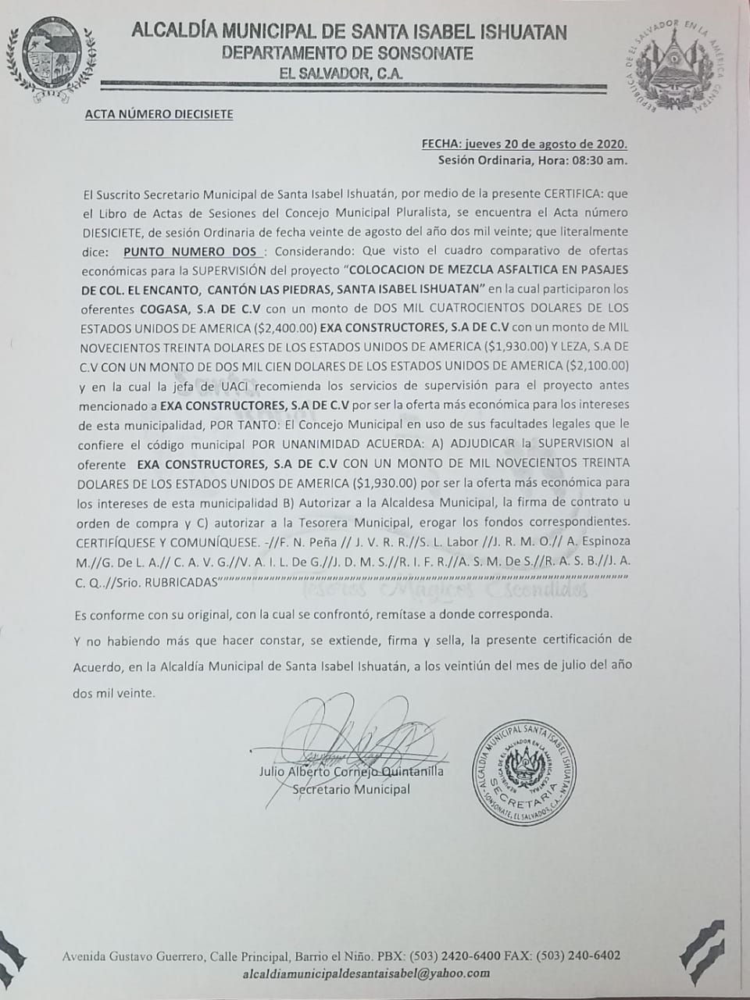 ALCALDÍA MUNICIPAL DE SANTA ISABEL ISHUATAN
DEPARTAMENTO DE SONSONATE
EL SALVADOR, C.A.
1822
REPÚBLICA DE EL SALVADOR EN LA AMÉRICA CENTRAL
ACTA NÚMERO DIECISIETE
FECHA: jueves 20 de agosto de 2020.
Sesión Ordinaria, Hora: 08:30 am.
El Suscrito Secretario Municipal de Santa Isabel Ishuatán, por medio de la presente CERTIFICA: que
el Libro de Actas de Sesiones del Concejo Municipal Pluralista, se encuentra el Acta número
DIESICIETE, de sesión Ordinaria de fecha veinte de agosto del año dos mil veinte; que literalmente
dice: PUNTO NUMERO DOS : Considerando: Que visto el cuadro comparativo de ofertas
económicas para la SUPERVISIÓN del proyecto “COLOCACION DE MEZCLA ASFALTICA EN PASAJES
DE COL. EL ENCANTO, CANTÓN LAS PIEDRAS, SANTA ISABEL ISHUATAN” en la cual participaron los
oferentes COGASA, S.A DE C.V con un monto de DOS MIL CUATROCIENTOS DOLARES DE LOS
ESTADOS UNIDOS DE AMERICA ($2,400.00) EXA CONSTRUCTORES, S.A DE C.V con un monto de MIL
NOVECIENTOS TREINTA DOLARES DE LOS ESTADOS UNIDOS DE AMERICA ($1,930.00) Y LEZA, S.A DE
C.V CON UN MONTO DE DOS MIL CIEN DOLARES DE LOS ESTADOS UNIDOS DE AMERICA ($2,100.00)
y en la cual la jefa de UACI recomienda los servicios de supervisión para el proyecto antes
mencionado a EXA CONSTRUCTORES, S.A DE C.V por ser la oferta más económica para los intereses
de esta municipalidad, POR TANTO: El Concejo Municipal en uso de sus facultades legales que le
confiere el código municipal POR UNANIMIDAD ACUERDA: A) ADJUDICAR la SUPERVISION al
oferente EXA CONSTRUCTORES, S.A DE C.V CON UN MONTO DE MIL NOVECIENTOS TREINTA
DOLARES DE LOS ESTADOS UNIDOS DE AMERICA ($1,930.00) por ser la oferta más económica para
los intereses de esta municipalidad B) Autorizar a la Alcaldesa Municipal, la firma de contrato u
orden de compra y C) autorizar a la Tesorera Municipal, erogar los fondos correspondientes.
CERTIFÍQUESE Y COMUNÍQUESE. -//F. N. Peña // J. V. R. R.//S. L. Labor //J. R. M. O.// A. Espinoza
M.//G. De L. A.// C. A. V. G.//V. A. I. L. De G.//J. D. M. S.//R. I. F. R.//A. S. M. De S.//R. A. S. B.//J. A.
C. Q..//Srio. RUBRICADAS””””””””””””””””””””””””””””””””””””””””””””””””””””””””
Tesoros Mágicos Escondidos
Es conforme con su original, con la cual se confrontó, remítase a donde corresponda.
Y no habiendo más que hacer constar, se extiende, firma y sella, la presente certificación de
Acuerdo, en la Alcaldía Municipal de Santa Isabel Ishuatán, a los veintiún del mes de julio del año
dos mil veinte.
Julio Alberto Cornejo Quintanilla
Secretario Municipal
ALCALDIA MUNICIPAL SANTA ISABEL ISHUATAN
REPUBLICA DE EL SALVADOR EN LA AMERICA CENTRAL
SECRETARIA
SONSONATE, EL SALVADOR, C.A.
Avenida Gustavo Guerrero, Calle Principal, Barrio el Niño. PBX: (503) 2420-6400 FAX: (503) 240-6402
alcaldiamunicipaldesantaisabel@yahoo.com